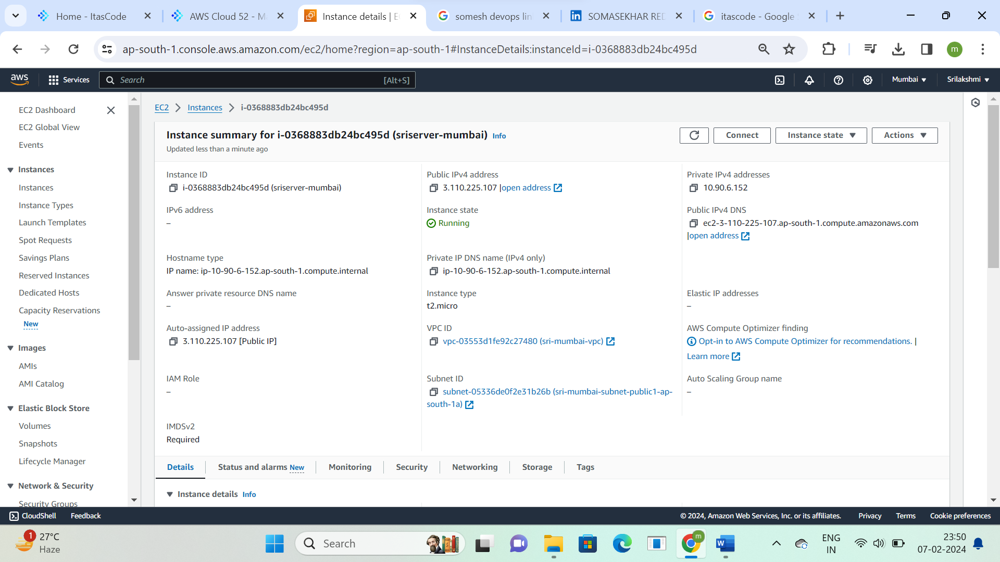 Home - ItasCode
AWS Cloud 52 - M
Instance details | E
somesh devops lin
SOMASEKHAR RED
itascode - Google
ap-south-1.console.aws.amazon.com/ec2/home?region=ap-south-1#InstanceDetails:instanceId=i-0368883db24bc495d
m
aws
Services
Search
[Alt+S]
Mumbai
Srilakshmi
EC2 Dashboard
EC2 Global View
Events
Instances
Instances
Instance Types
Launch Templates
Spot Requests
Savings Plans
Reserved Instances
Dedicated Hosts
Capacity Reservations
New
Images
AMIs
AMI Catalog
Elastic Block Store
Volumes
Snapshots
Lifecycle Manager
Network & Security
Security Groups
EC2
Instances
i-0368883db24bc495d
Instance summary for i-0368883db24bc495d (sriserver-mumbai) Info
Updated less than a minute ago
Connect
Instance state
Actions
Instance ID
i-0368883db24bc495d (sriserver-mumbai)
Public IPv4 address
3.110.225.107 |open address
Private IPv4 addresses
10.90.6.152
IPv6 address
–
Instance state
Running
Public IPv4 DNS
ec2-3-110-225-107.ap-south-1.compute.amazonaws.com
|open address
Hostname type
IP name: ip-10-90-6-152.ap-south-1.compute.internal
Private IP DNS name (IPv4 only)
ip-10-90-6-152.ap-south-1.compute.internal
Answer private resource DNS name
–
Instance type
t2.micro
Elastic IP addresses
–
Auto-assigned IP address
3.110.225.107 [Public IP]
VPC ID
vpc-03553d1fe92c27480 (sri-mumbai-vpc)
AWS Compute Optimizer finding
Opt-in to AWS Compute Optimizer for recommendations. |
Learn more
IAM Role
–
Subnet ID
subnet-05336de0f2e31b26b (sri-mumbai-subnet-public1-ap-
south-1a)
Auto Scaling Group name
–
IMDSv2
Required
Details
Status and alarms New
Monitoring
Security
Networking
Storage
Tags
Instance details Info
CloudShell
Feedback
© 2024, Amazon Web Services, Inc. or its affiliates.
Privacy
Terms
Cookie preferences
1
27°C
Haze
Search
m
W
ENG
IN
23:50
07-02-2024